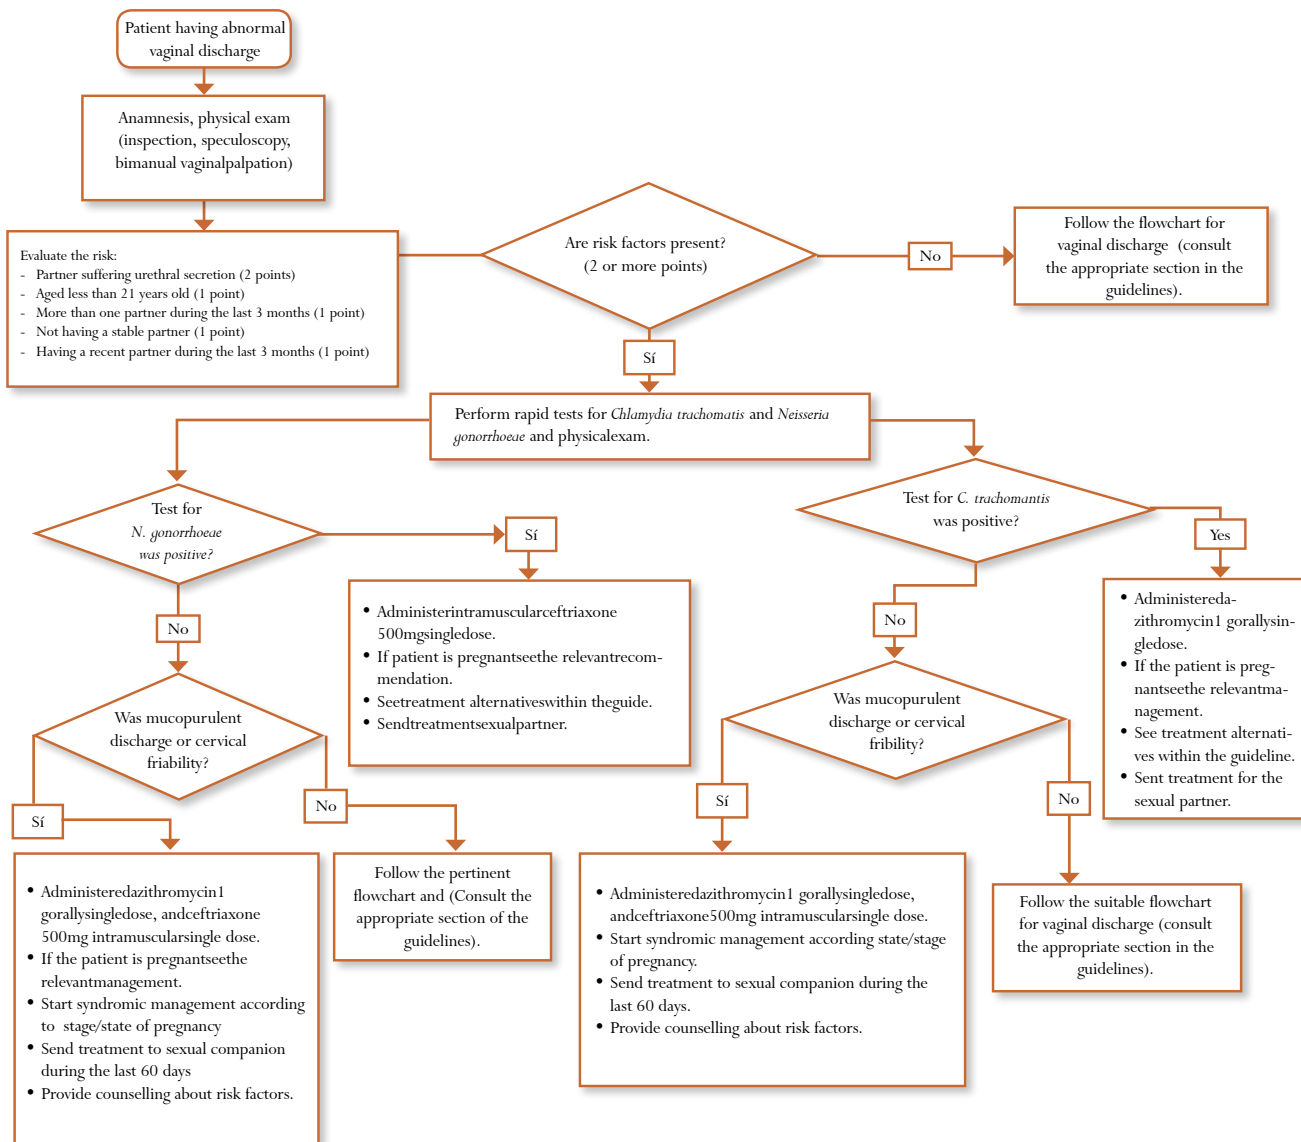 Patient having abnormal
vaginal discharge
Anamnesis, physical exam
(inspection, speculoscopy,
bimanual vaginalpalpation)
Evaluate the risk:
- Partner suffering urethral secretion (2 points)
- Aged less than 21 years old (1 point)
- More than one partner during the last 3 months (1 point)
- Not having a stable partner (1 point)
- Having a recent partner during the last 3 months (1 point)
Are risk factors present?
(2 or more points)
No
Follow the flowchart for
vaginal discharge (consult
the appropriate section in the
guidelines).
Sí
Perform rapid tests for Chlamydia trachomatis and Neisseria
gonorrhoeae and physicalexam.
Test for
N. gonorrhoeae
was positive?
Sí
• Administerintramuscularceftriaxone
500mgsingledose.
• If patient is pregnantseethe relevantrecom-
mendation.
• Seetreatment alternativeswithin theguide.
• Sendtreatmentsexualpartner.
No
Was mucopurulent
discharge or cervical
friability?
Sí
• Administeredazithromycin1
gorallysingledose, andceftriaxone
500mg intramuscularsingle dose.
• If the patient is pregnantseethe
relevantmanagement.
• Start syndromic management according
to stage/state of pregnancy
• Send treatment to sexual companion
during the last 60 days
• Provide counselling about risk factors.
No
Follow the pertinent
flowchart and (Consult the
appropriate section of the
guidelines).
Test for C. trachomantis
was positive?
Yes
• Administereda-
zithromycin1 gorallysin-
gledose.
• If the patient is preg-
nantseethe relevantma-
nagement.
• See treatment alternati-
ves within the guideline.
• Sent treatment for the
sexual partner.
No
Was mucopurulent
discharge or cervical
fribility?
Sí
• Administeredazithromycin1 gorallysingledose,
andceftriaxone500mg intramuscularsingle dose.
• Start syndromic management according state/stage
of pregnancy.
• Send treatment to sexual companion during the
last 60 days.
• Provide counselling about risk factors.
No
Follow the suitable flowchart
for vaginal discharge (consult
the appropriate section in the
guidelines).